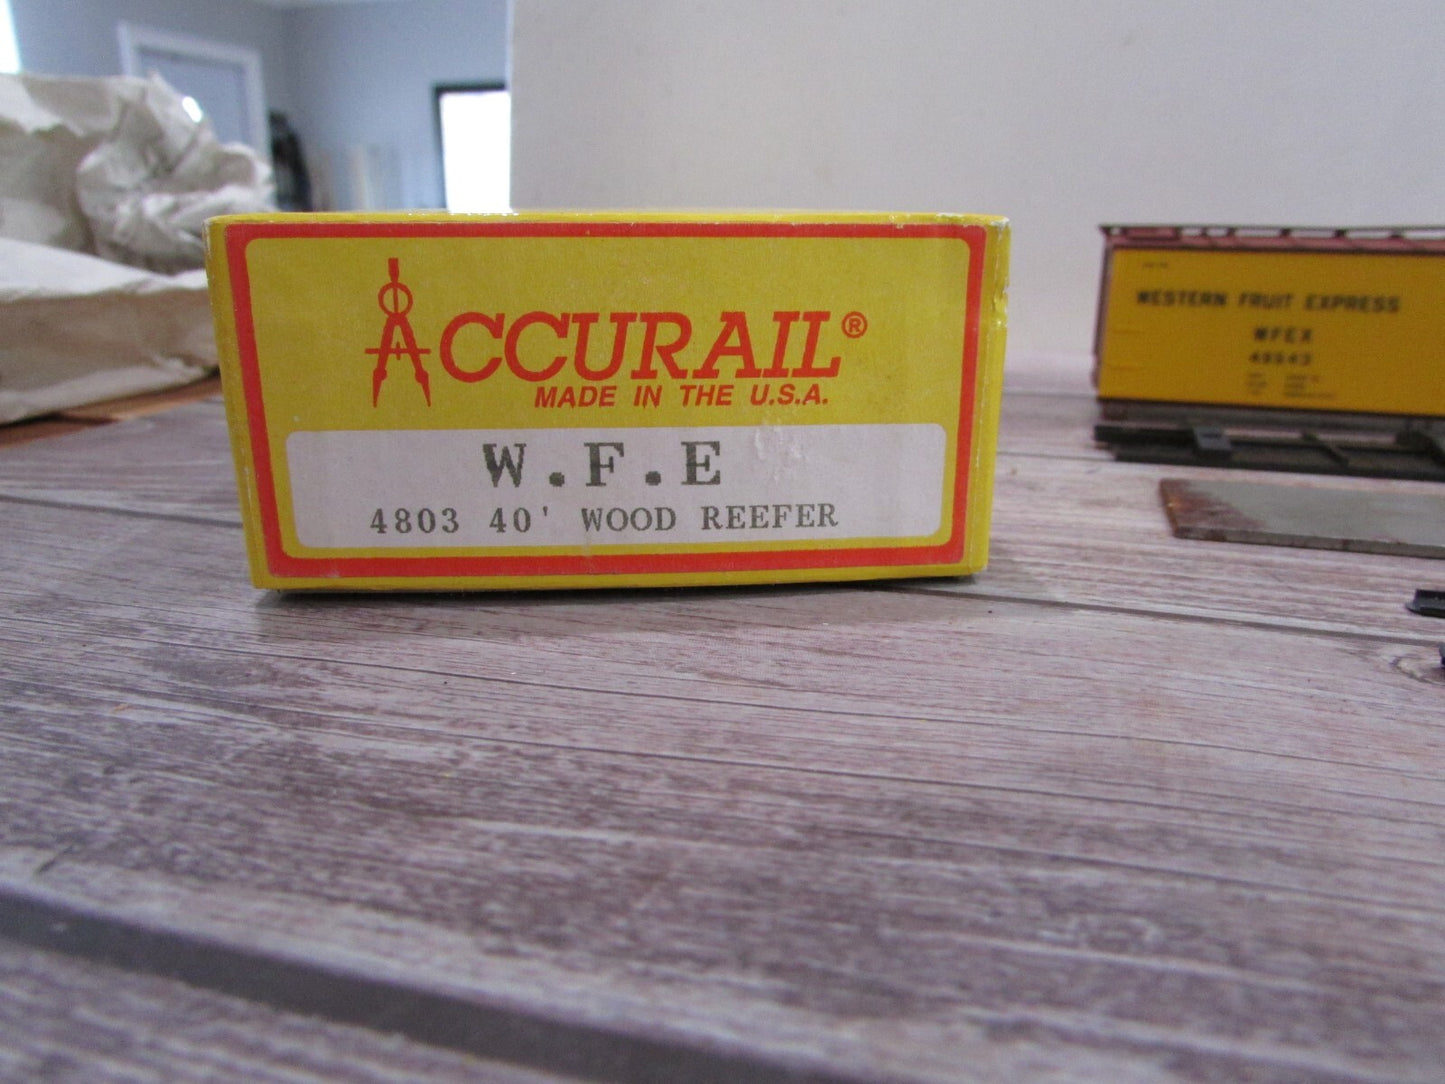 ACCURAIL®
MADE IN THE U.S.A.
W.F.E
4803 40' WOOD REEFER
WESTERN FRUIT EXPRESS
WFEX